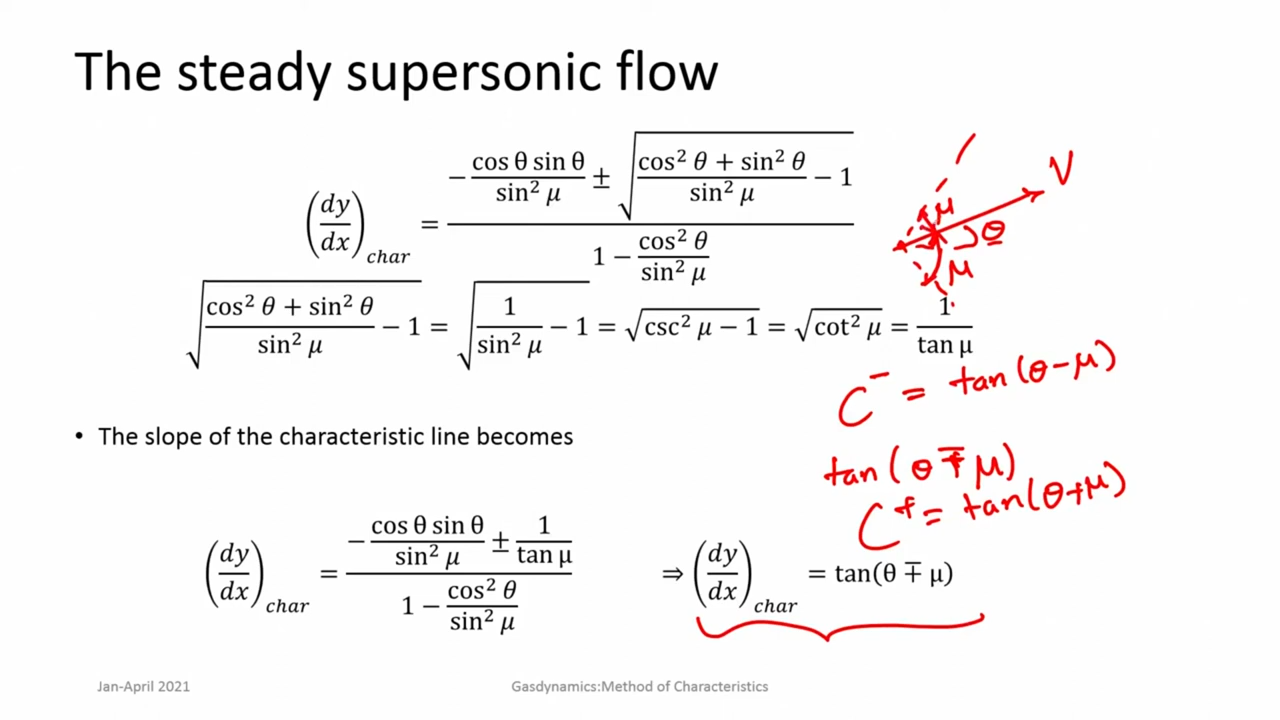 The steady supersonic flow
(dy/dx)_char = (−(cos θ sin θ)/(sin² μ) ± √((cos² θ + sin² θ)/(sin² μ) − 1)) / (1 − (cos² θ)/(sin² μ))
V
μ
θ
μ
√((cos² θ + sin² θ)/(sin² μ) − 1) = √(1/(sin² μ) − 1) = √(csc² μ − 1) = √(cot² μ) = 1/(tan μ)
C⁻ = tan(θ−μ)
• The slope of the characteristic line becomes
tan(θ ∓ μ)
C⁺ = tan(θ+μ)
(dy/dx)_char = (−(cos θ sin θ)/(sin² μ) ± 1/(tan μ)) / (1 − (cos² θ)/(sin² μ)) ⇒ (dy/dx)_char = tan(θ ∓ μ)
Jan-April 2021 Gasdynamics:Method of Characteristics